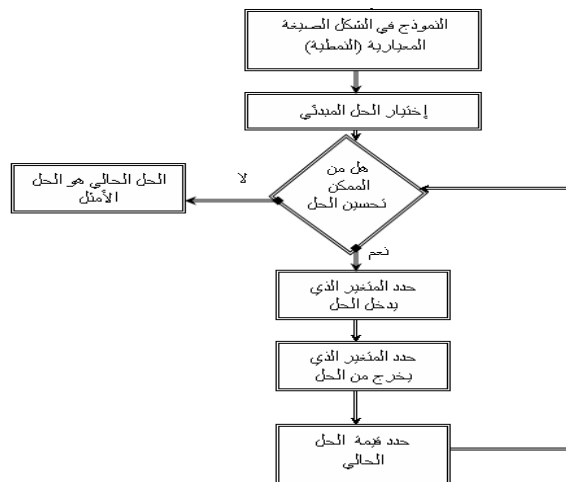 النموذج في الشكل الصيغة
المعيارية (النمطية)
إختيار الحل المبدئي
هل من
الممكن
تحسين الحل
لا
الحل الحالي هو الحل
الأمثل
نعم
حدد المتغير الذي
يدخل الحل
حدد المتغير الذي
يخرج من الحل
حدد قيمة الحل
الحالي